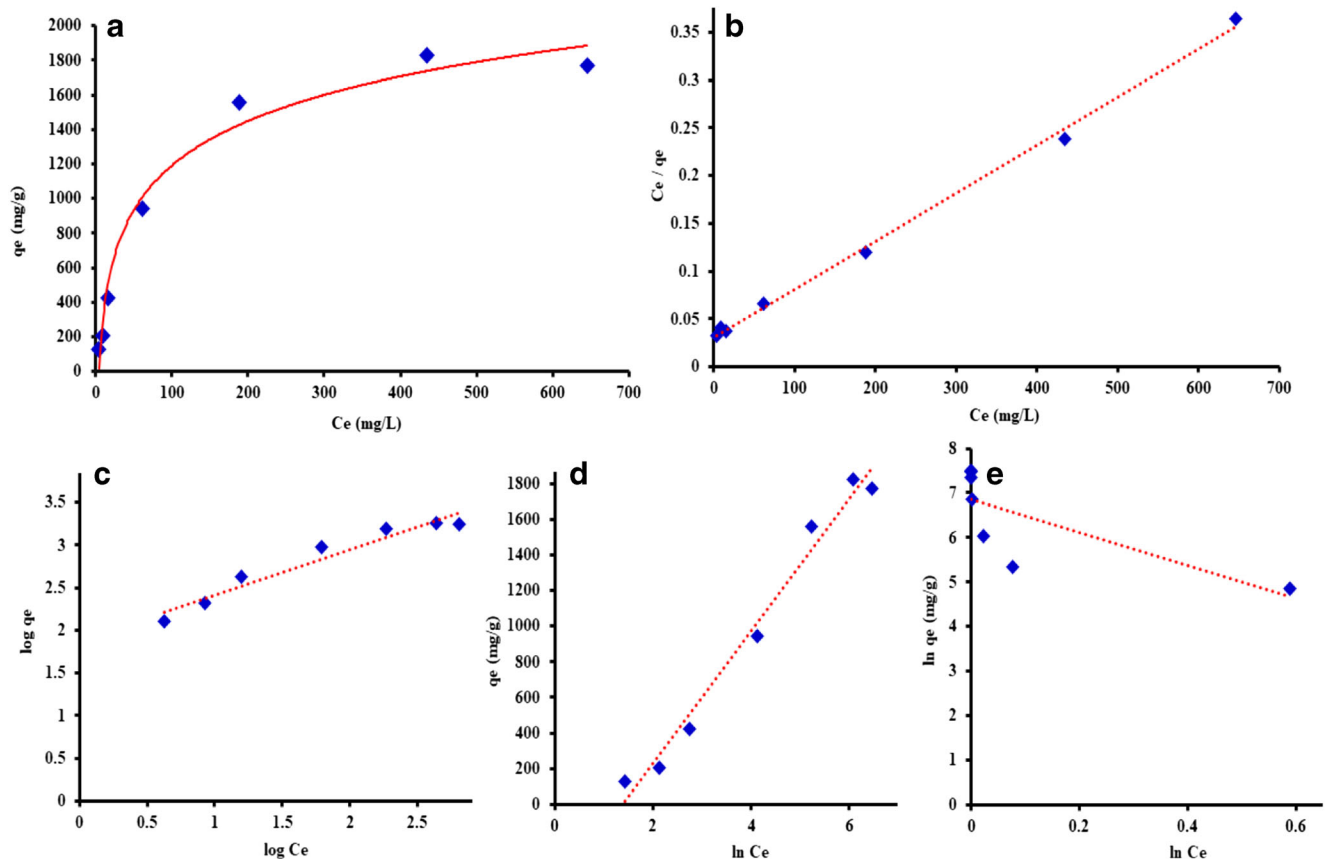 a
2000
1800
1600
1400
1200
1000
800
600
400
200
0
qe (mg/g)
0 100 200 300 400 500 600 700
Ce (mg/L)
b
0.35
0.3
0.25
0.2
0.15
0.1
0.05
0
Ce / qe
0 100 200 300 400 500 600 700
Ce (mg/L)
c
3.5
3
2.5
2
1.5
1
0.5
0
log qe
0 0.5 1 1.5 2 2.5
log Ce
d
1800
1600
1400
1200
1000
800
600
400
200
0
qe (mg/g)
0 2 4 6
ln Ce
e
8
7
6
5
4
3
2
1
0
ln qe (mg/g)
0 0.2 0.4 0.6
ln Ce